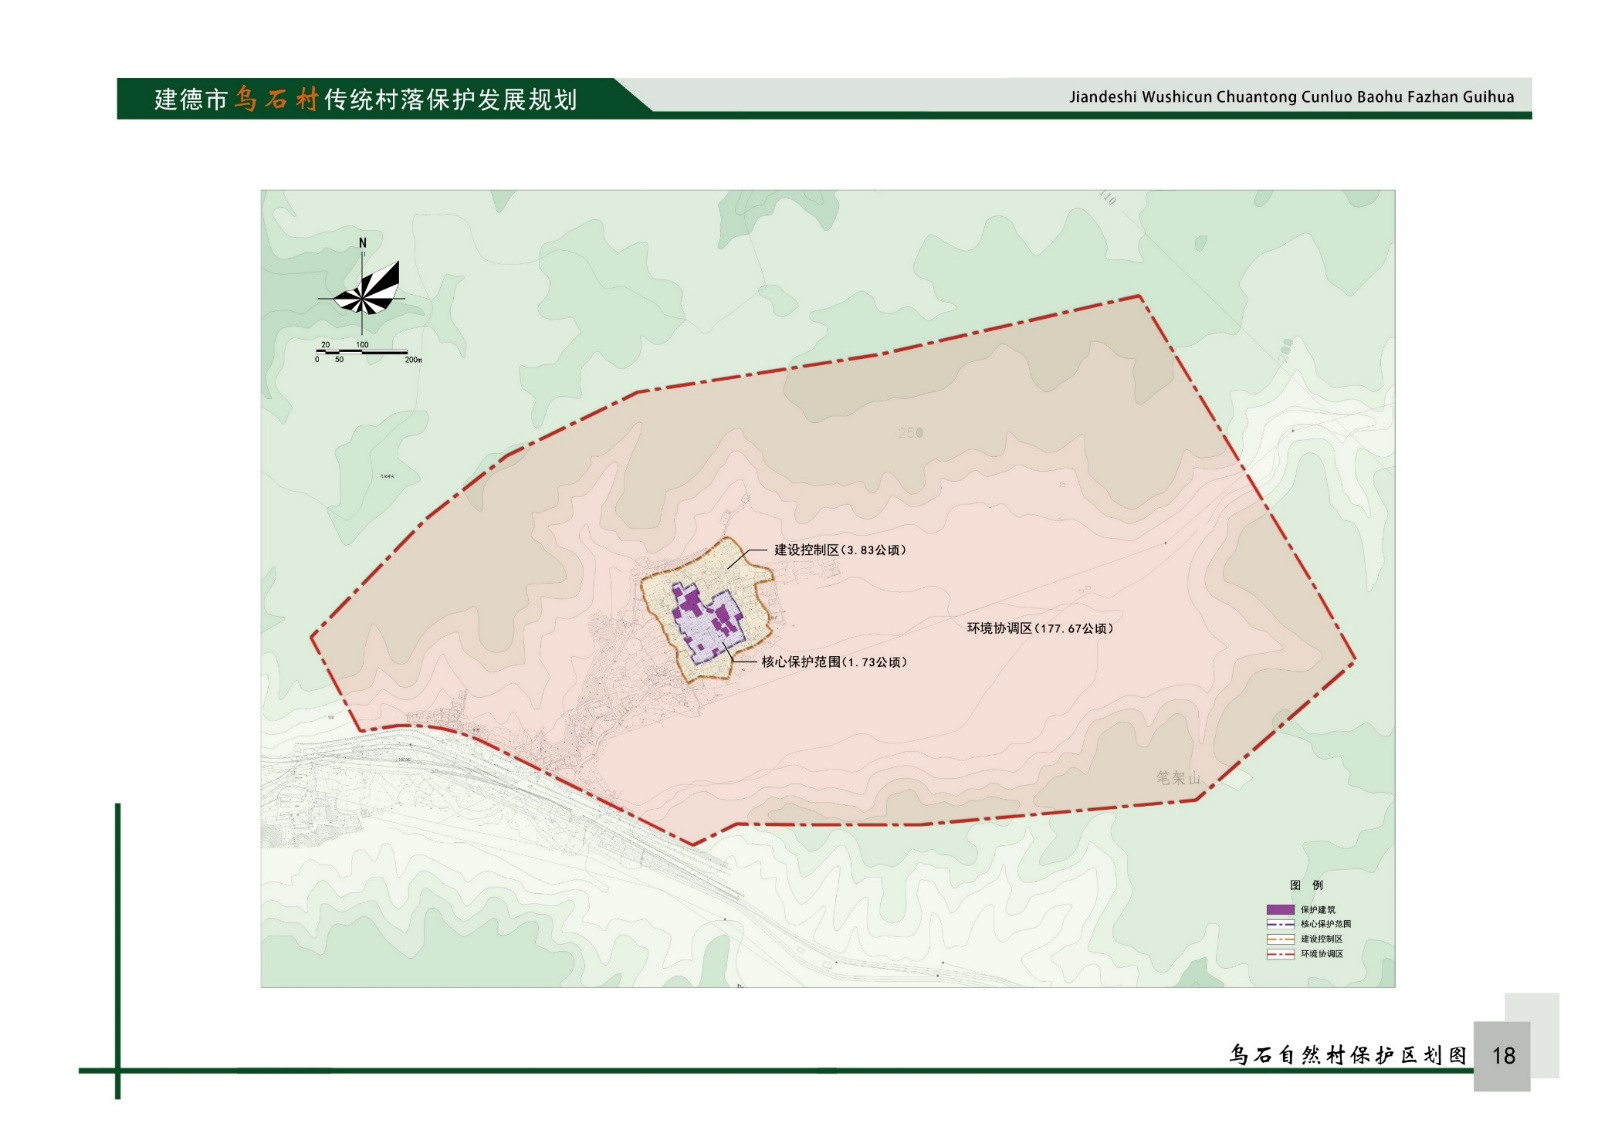 建德市乌石村传统村落保护发展规划
Jiandeshi Wushicun Chuantong Cunluo Baohu Fazhan Guihua
110
N
20 100
0 50 200m
250
建设控制区(3.83公顷)
环境协调区(177.67公顷)
核心保护范围(1.73公顷)
笔架山
图 例
保护建筑
核心保护范围
建设控制区
环境协调区
乌石自然村保护区划图 18